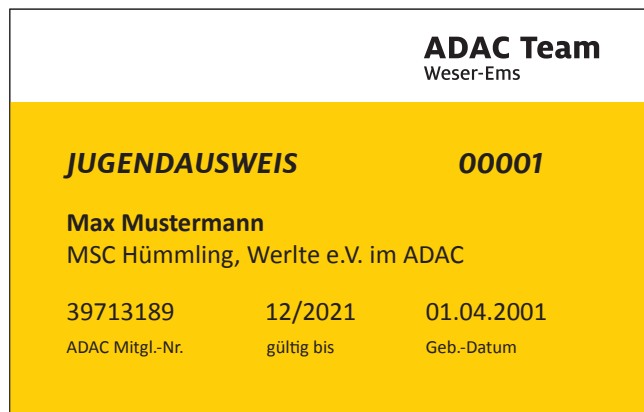 ADAC Team
Weser-Ems
JUGENDAUSWEIS 00001
Max Mustermann
MSC Hümmling, Werlte e.V. im ADAC
39713189 12/2021 01.04.2001
ADAC Mitgl.-Nr. gültig bis Geb.-Datum